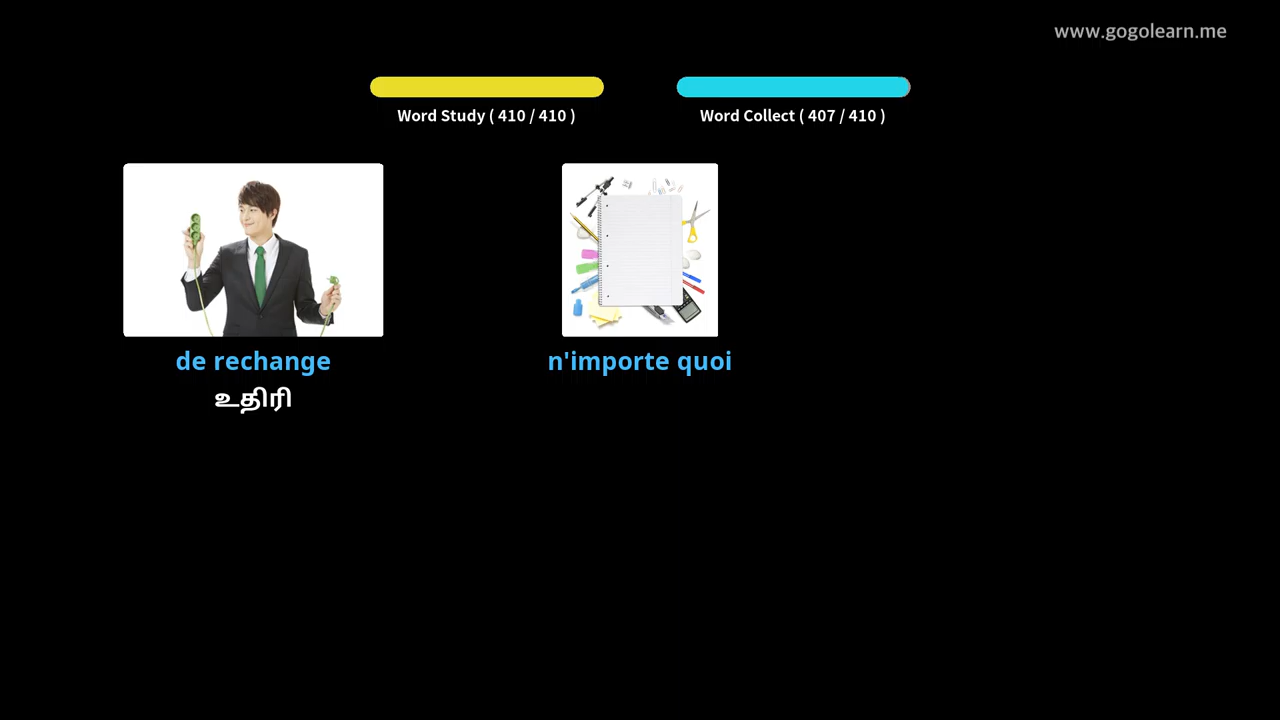 www.gogolearn.me
Word Study ( 410 / 410 )
Word Collect ( 407 / 410 )
de rechange
n'importe quoi
உதிரி